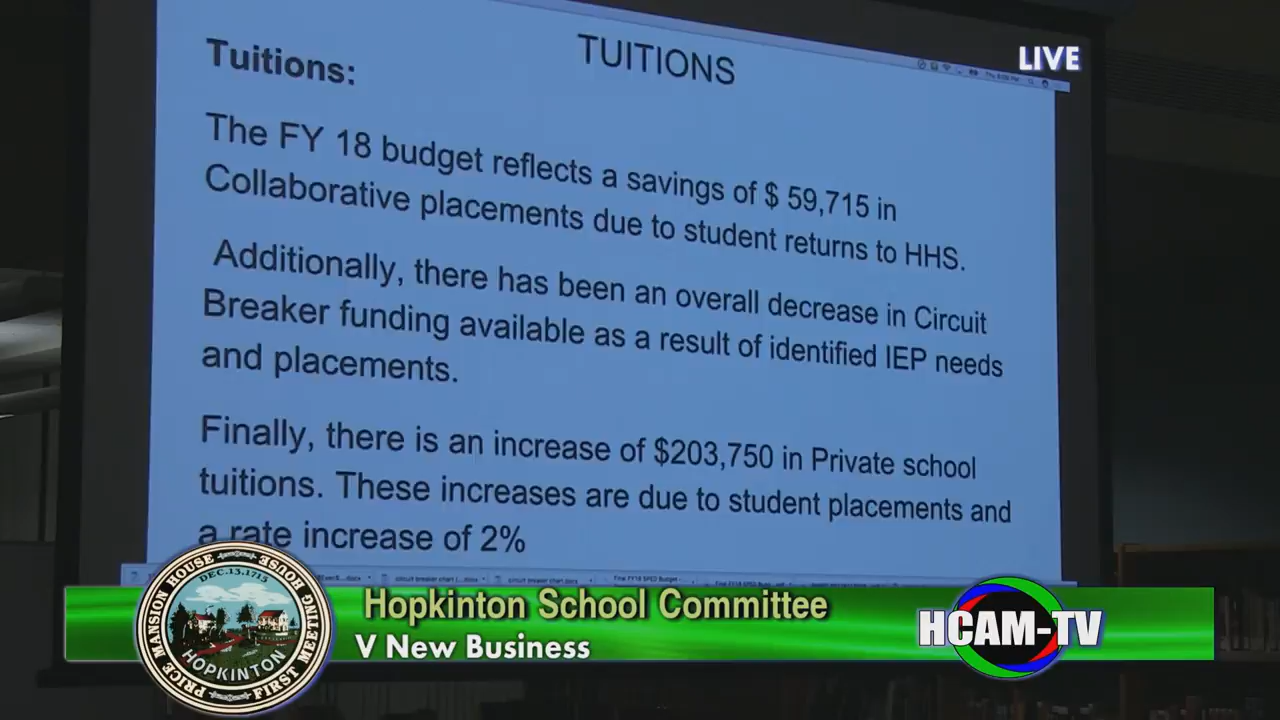 TUITIONS
LIVE
Tuitions:
The FY 18 budget reflects a savings of $ 59,715 in
Collaborative placements due to student returns to HHS.
Additionally, there has been an overall decrease in Circuit
Breaker funding available as a result of identified IEP needs
and placements.
Finally, there is an increase of $203,750 in Private school
tuitions. These increases are due to student placements and
a rate increase of 2%
Hopkinton School Committee
V New Business
HCAM-TV
PRICE MANSION HOUSE HOUSE FIRST MEETING
DEC.13.1715
HOPKINTON